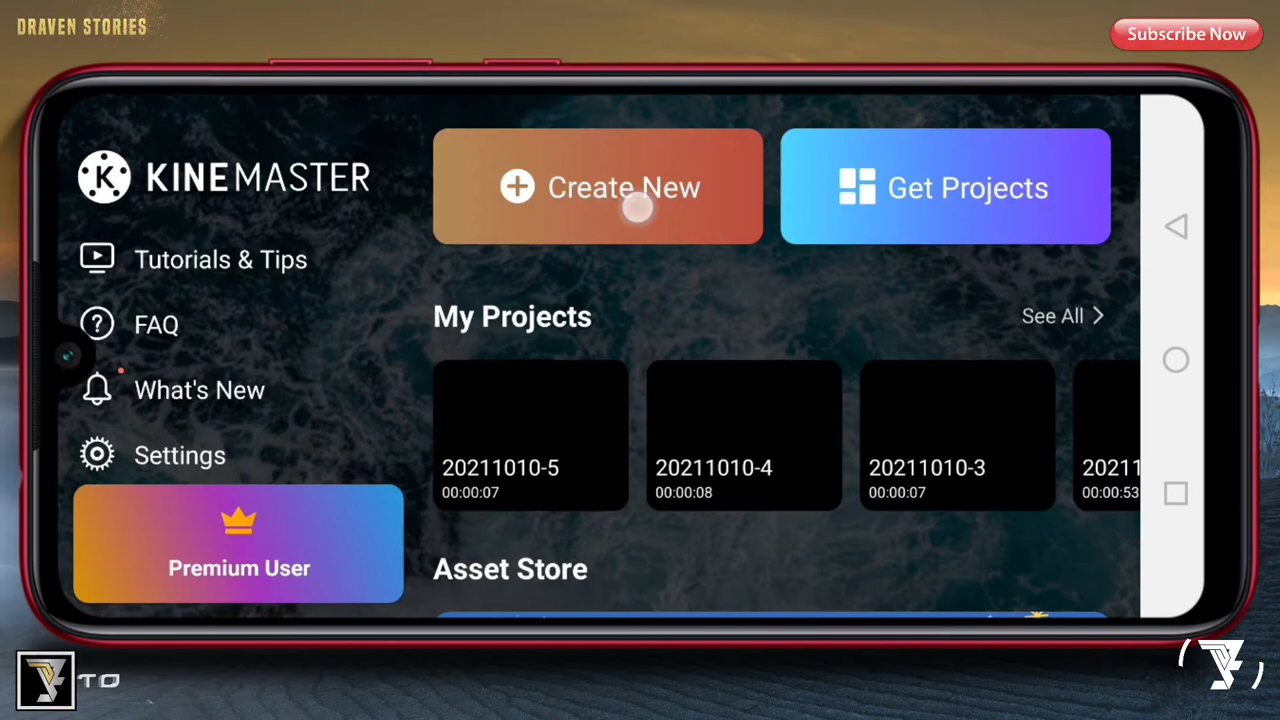 DRAVEN STORIES
Subscribe Now
KINEMASTER
Tutorials & Tips
FAQ
What's New
Settings
Premium User
Create New
Get Projects
My Projects
See All
20211010-5
00:00:07
20211010-4
00:00:08
20211010-3
00:00:07
20211
00:00:53
Asset Store
TO